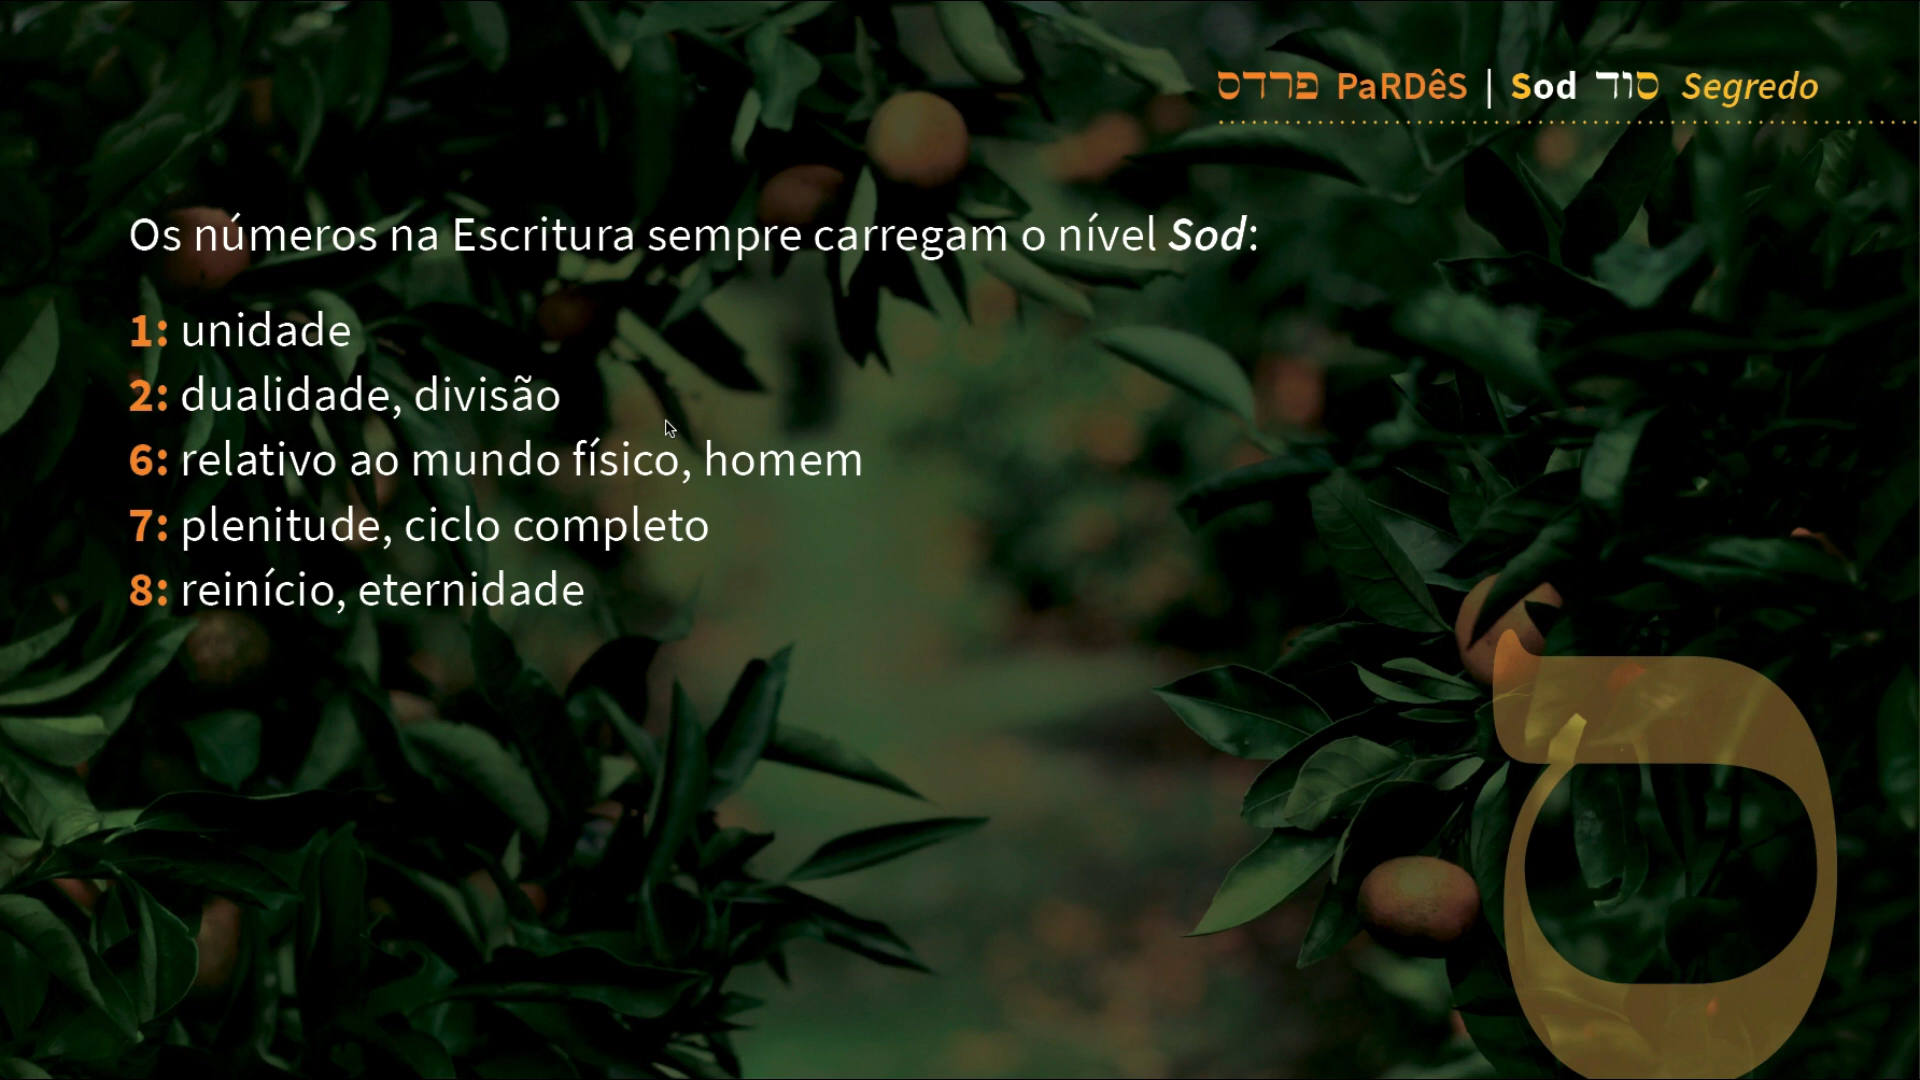 פרדס PaRDêS | Sod סוד Segredo
Os números na Escritura sempre carregam o nível Sod:
1: unidade
2: dualidade, divisão
6: relativo ao mundo físico, homem
7: plenitude, ciclo completo
8: reinício, eternidade
ס